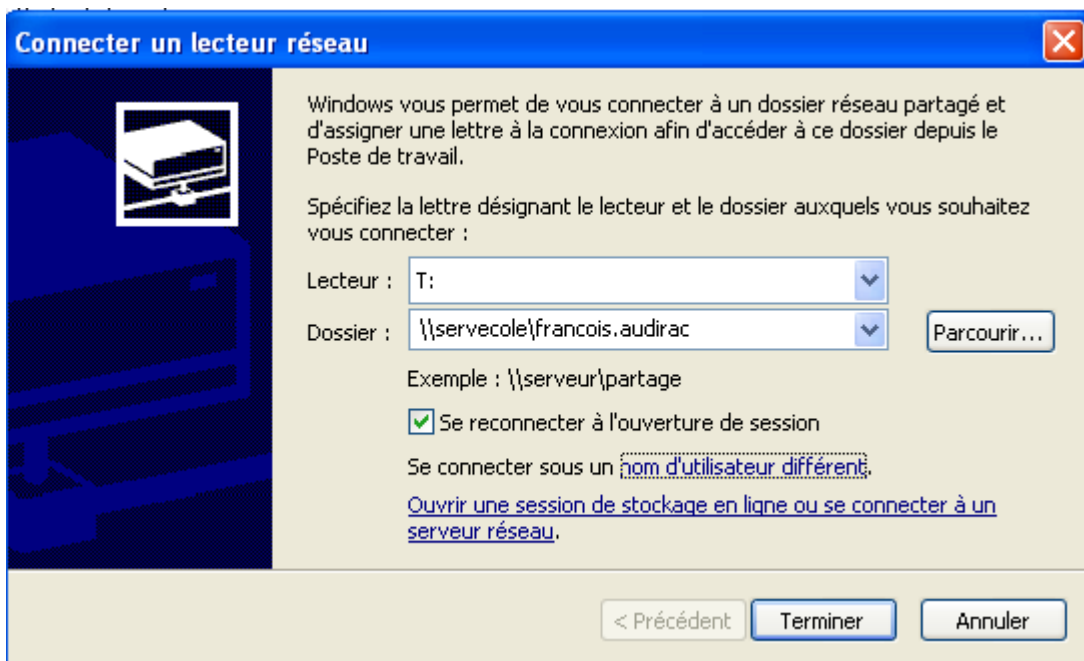 Connecter un lecteur réseau
Windows vous permet de vous connecter à un dossier réseau partagé et
d'assigner une lettre à la connexion afin d'accéder à ce dossier depuis le
Poste de travail.
Spécifiez la lettre désignant le lecteur et le dossier auxquels vous souhaitez
vous connecter :
Lecteur : T:
Dossier : \\servecole\francois.audirac Parcourir...
Exemple : \\serveur\partage
Se reconnecter à l'ouverture de session
Se connecter sous un nom d'utilisateur différent.
Ouvrir une session de stockage en ligne ou se connecter à un
serveur réseau.
< Précédent Terminer Annuler